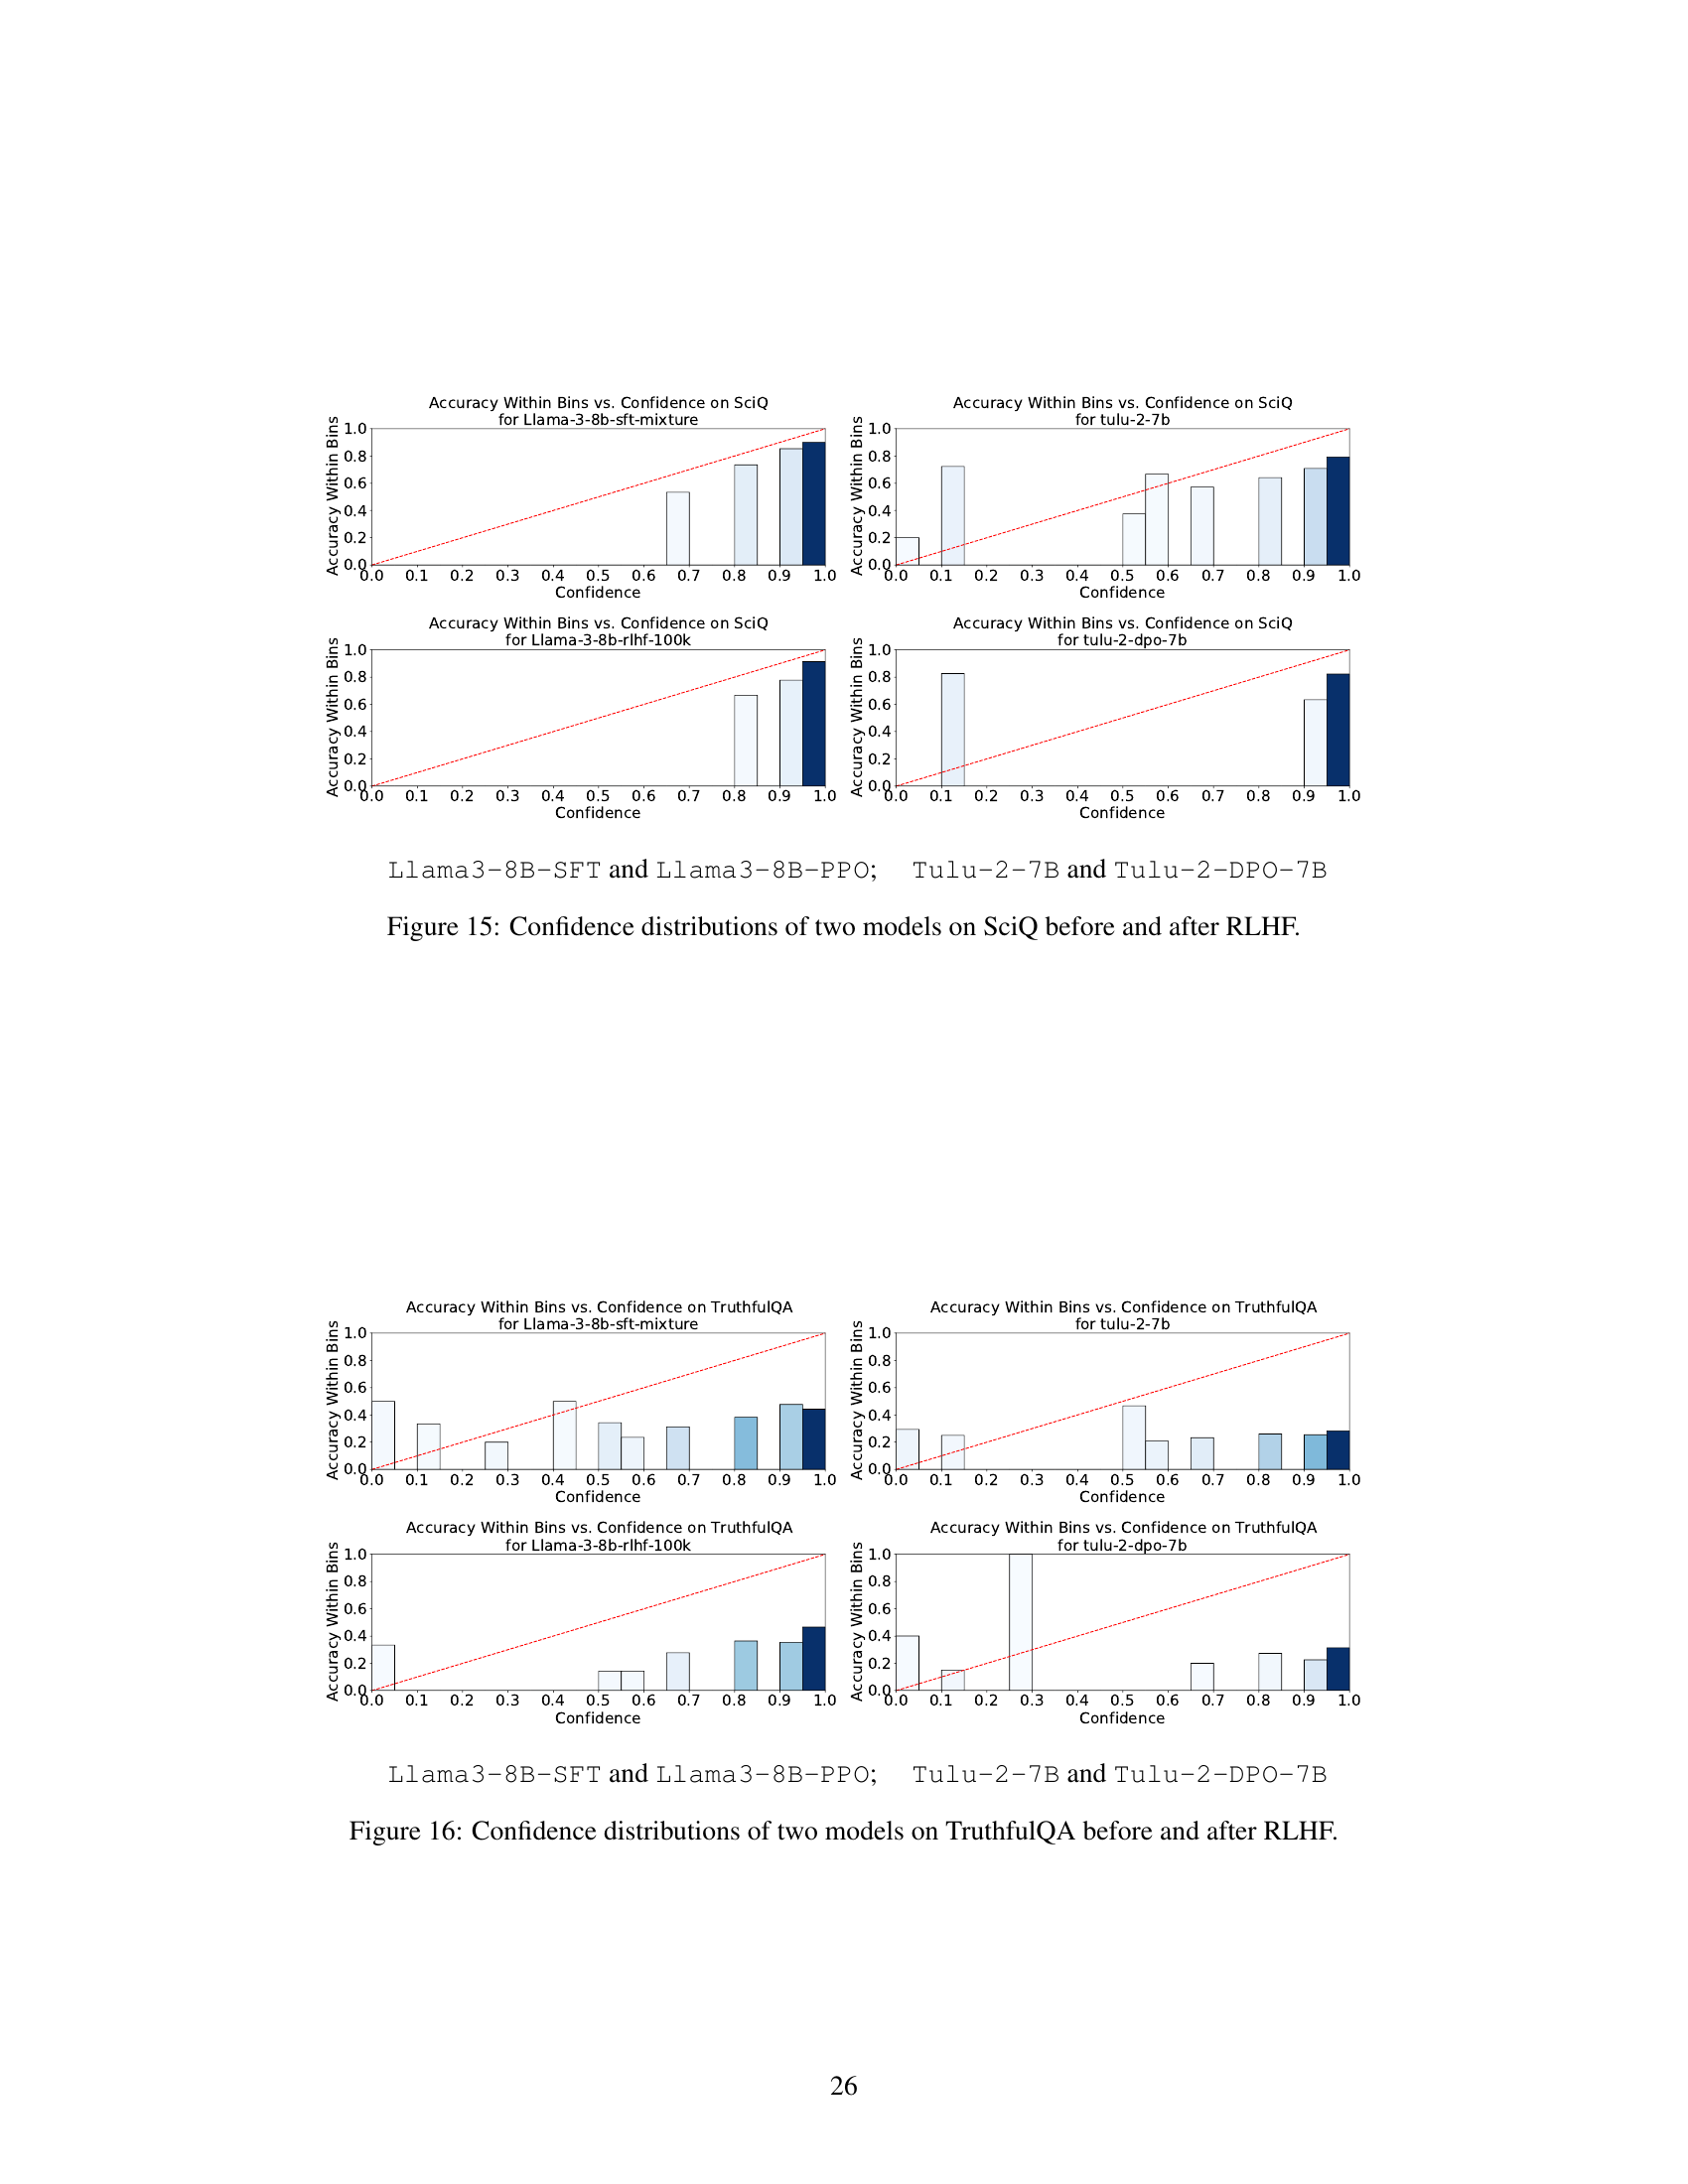 Accuracy Within Bins vs. Confidence on SciQ
for Llama-3-8b-sft-mixture
Accuracy Within Bins
1.0
0.8
0.6
0.4
0.2
0.0
0.0 0.1 0.2 0.3 0.4 0.5 0.6 0.7 0.8 0.9 1.0
Confidence
Accuracy Within Bins vs. Confidence on SciQ
for tulu-2-7b
Accuracy Within Bins
1.0
0.8
0.6
0.4
0.2
0.0
0.0 0.1 0.2 0.3 0.4 0.5 0.6 0.7 0.8 0.9 1.0
Confidence
Accuracy Within Bins vs. Confidence on SciQ
for Llama-3-8b-rlhf-100k
Accuracy Within Bins
1.0
0.8
0.6
0.4
0.2
0.0
0.0 0.1 0.2 0.3 0.4 0.5 0.6 0.7 0.8 0.9 1.0
Confidence
Accuracy Within Bins vs. Confidence on SciQ
for tulu-2-dpo-7b
Accuracy Within Bins
1.0
0.8
0.6
0.4
0.2
0.0
0.0 0.1 0.2 0.3 0.4 0.5 0.6 0.7 0.8 0.9 1.0
Confidence
Llama3-8B-SFT and Llama3-8B-PPO; Tulu-2-7B and Tulu-2-DPO-7B
Figure 15: Confidence distributions of two models on SciQ before and after RLHF.
Accuracy Within Bins vs. Confidence on TruthfulQA
for Llama-3-8b-sft-mixture
Accuracy Within Bins
1.0
0.8
0.6
0.4
0.2
0.0
0.0 0.1 0.2 0.3 0.4 0.5 0.6 0.7 0.8 0.9 1.0
Confidence
Accuracy Within Bins vs. Confidence on TruthfulQA
for tulu-2-7b
Accuracy Within Bins
1.0
0.8
0.6
0.4
0.2
0.0
0.0 0.1 0.2 0.3 0.4 0.5 0.6 0.7 0.8 0.9 1.0
Confidence
Accuracy Within Bins vs. Confidence on TruthfulQA
for Llama-3-8b-rlhf-100k
Accuracy Within Bins
1.0
0.8
0.6
0.4
0.2
0.0
0.0 0.1 0.2 0.3 0.4 0.5 0.6 0.7 0.8 0.9 1.0
Confidence
Accuracy Within Bins vs. Confidence on TruthfulQA
for tulu-2-dpo-7b
Accuracy Within Bins
1.0
0.8
0.6
0.4
0.2
0.0
0.0 0.1 0.2 0.3 0.4 0.5 0.6 0.7 0.8 0.9 1.0
Confidence
Llama3-8B-SFT and Llama3-8B-PPO; Tulu-2-7B and Tulu-2-DPO-7B
Figure 16: Confidence distributions of two models on TruthfulQA before and after RLHF.
26